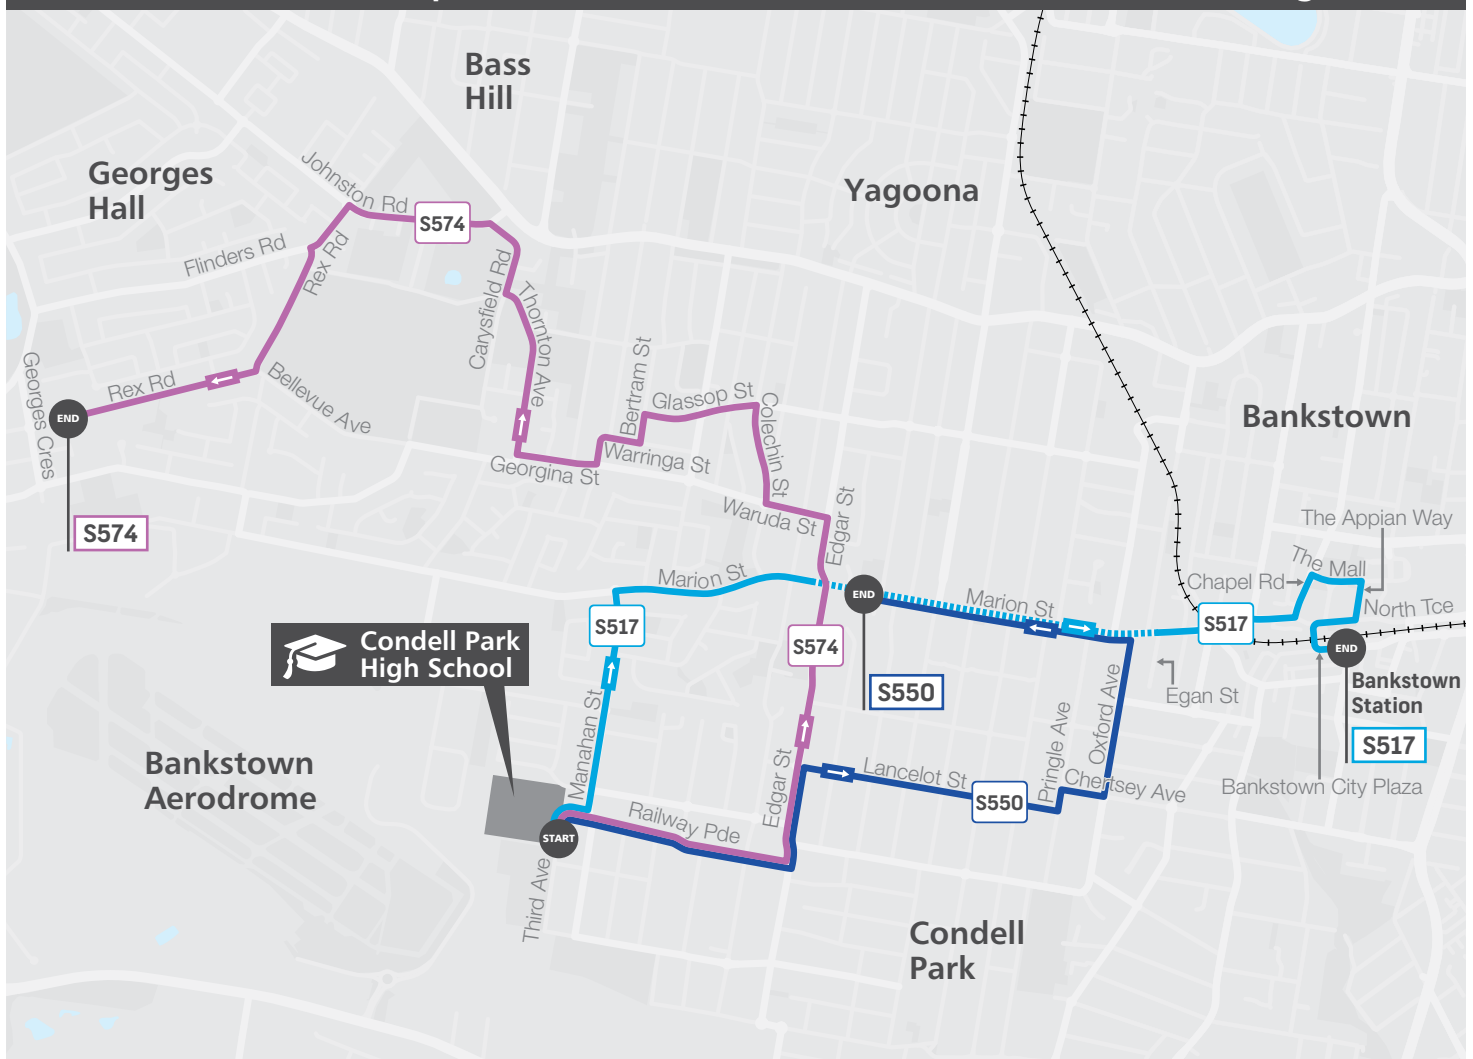 Bass
Hill
Georges
Hall
Johnston Rd
S574
Yagoona
Flinders Rd
Rex Rd
Carysfield Rd
Thornton Ave
Georges Cres
Rex Rd
Bellevue Ave
END
S574
Bertram St
Glassop St
Colechin St
Warringa St
Georgina St
Waruda St
Edgar St
Bankstown
The Appian Way
The Mall
Chapel Rd
North Tce
Marion St
END
Marion St
S517
S517
END
Condell Park
High School
S574
S550
Egan St
Bankstown
Station
S517
Manahan St
Oxford Ave
Pringle Ave
Bankstown
Aerodrome
Edgar St
Lancelot St
S550
Chertsey Ave
Bankstown City Plaza
Railway Pde
START
Third Ave
Condell
Park